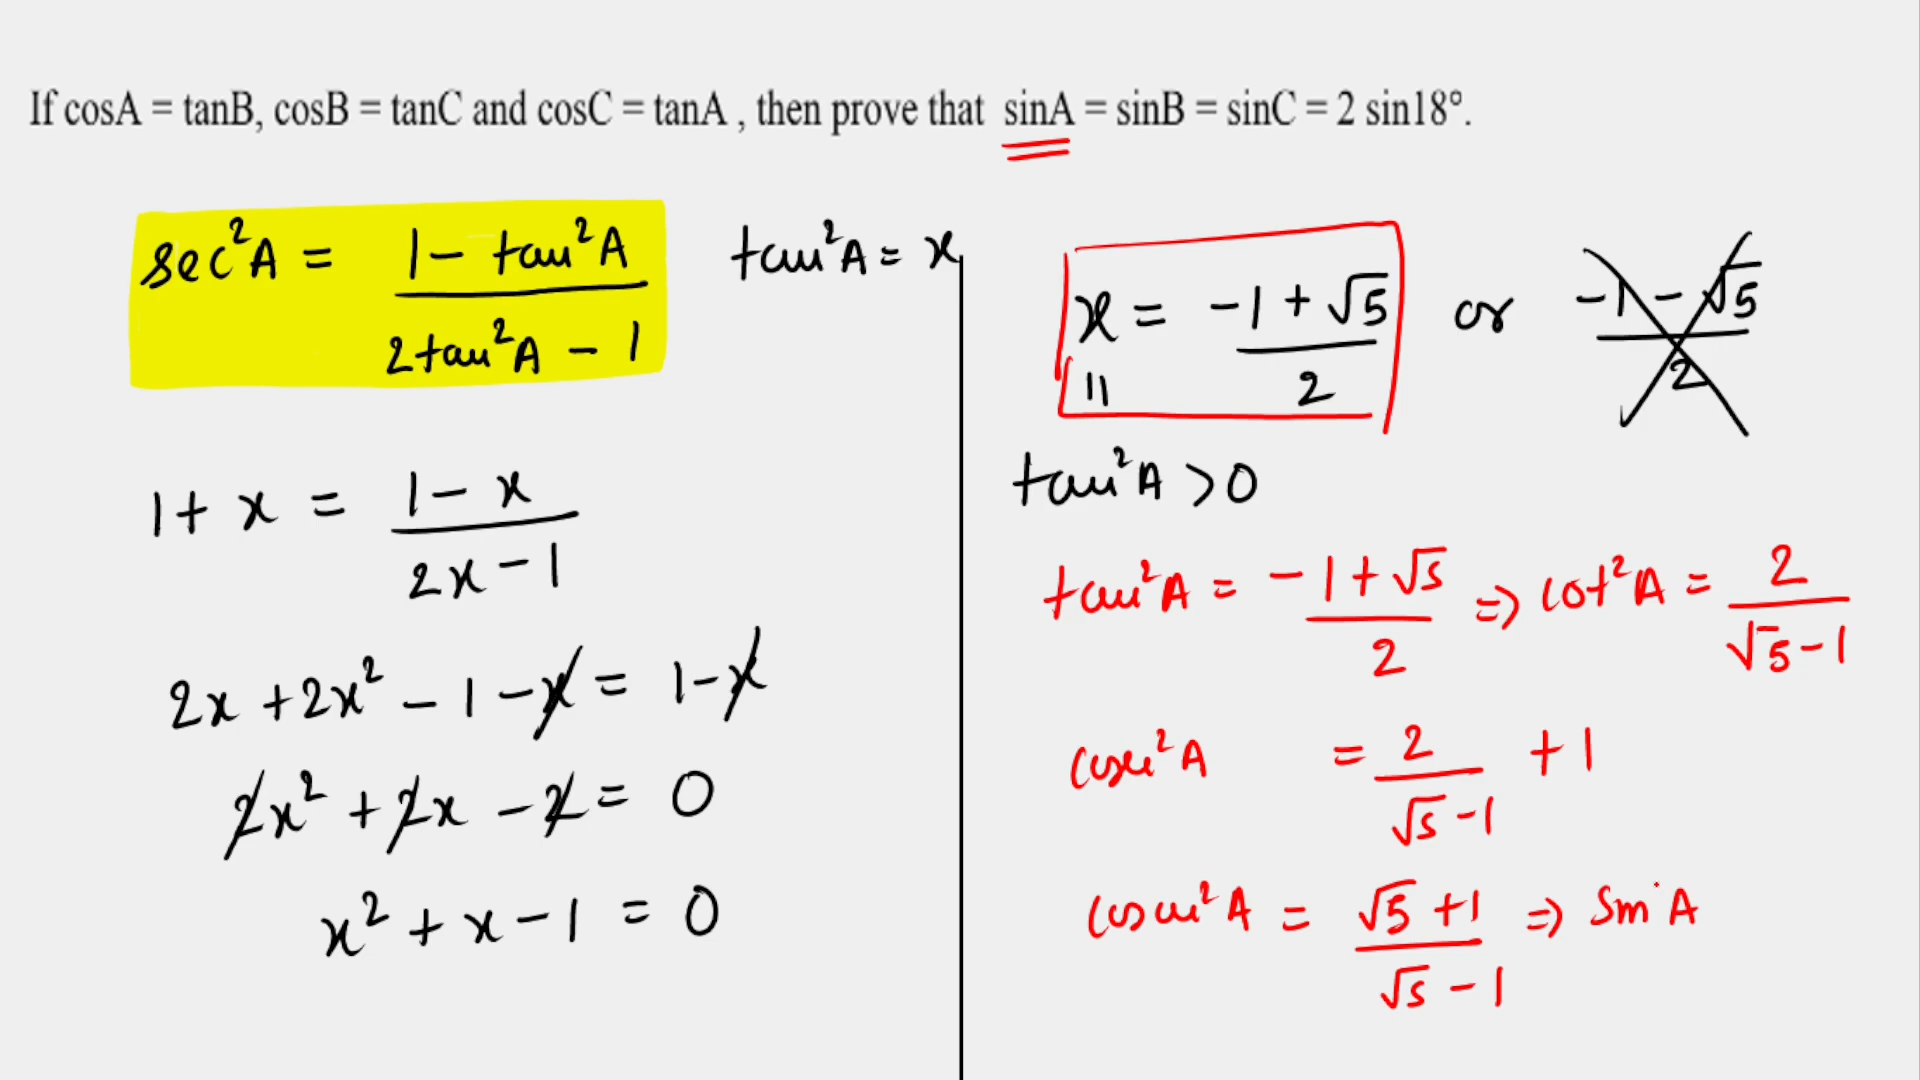 If cosA = tanB, cosB = tanC and cosC = tanA , then prove that sinA = sinB = sinC = 2 sin18°.
sec²A = (1 - tan²A)/(2tan²A - 1)
tan²A = x
1 + x = (1 - x)/(2x - 1)
2x + 2x² - 1 - x = 1 - x
2x² + 2x - 2 = 0
x² + x - 1 = 0
x = (-1 + √5)/2 or (-1 - √5)/2
||
tan²A > 0
tan²A = (-1 + √5)/2 ⇒ cot²A = 2/(√5 - 1)
cosec²A = 2/(√5 - 1) + 1
cosec²A = (√5 + 1)/(√5 - 1) ⇒ sin A